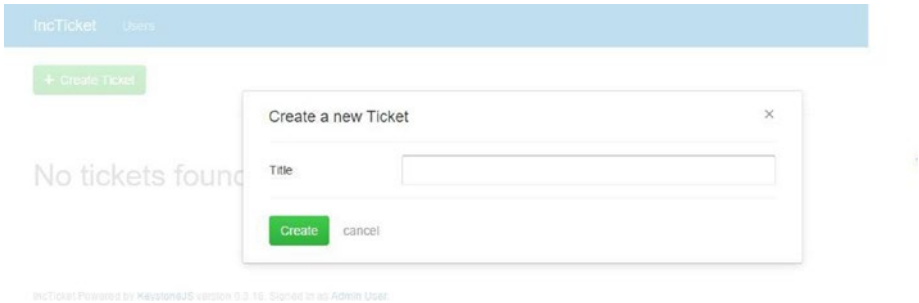 IncTicket Users
+ Create Ticket
Create a new Ticket ×
No tickets found
Title
Create cancel
IncTicket Powered by KeystoneJS version 0.3.16. Signed in as Admin User.